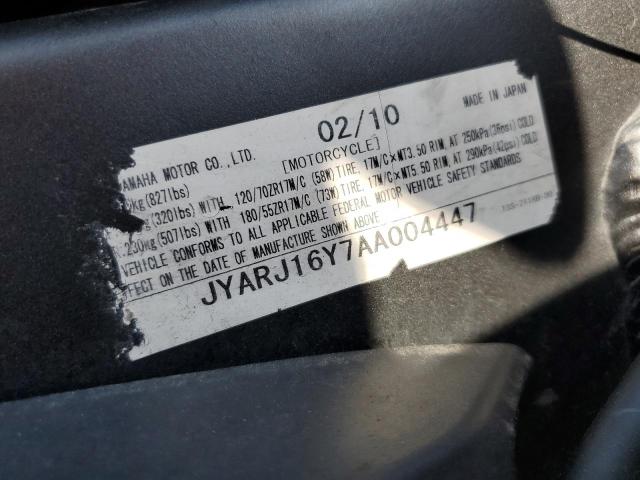 02/10
MADE IN JAPAN
AMAHA MOTOR CO.,LTD. [MOTORCYCLE]
kg(827lbs)
kg(320lbs) WITH 120/70ZR17M/C (58W) TIRE, 17M/C×MT3.50 RIM, AT 250kPa(36psi) COLD
R.230kg(507lbs) WITH 180/55ZR17M/C (73W) TIRE, 17M/C×MT5.50 RIM, AT 290kPa(42psi) COLD
VEHICLE CONFORMS TO ALL APPLICABLE FEDERAL MOTOR VEHICLE SAFETY STANDARDS
EFFECT ON THE DATE OF MANUFACTURE SHOWN ABOVE
JYARJ16Y7AA004447